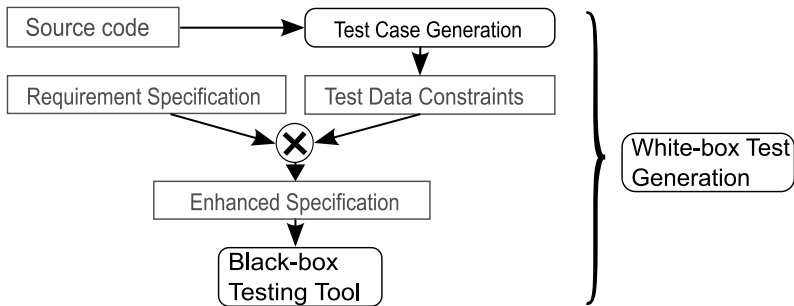 Source code
Test Case Generation
Requirement Specification
Test Data Constraints
Enhanced Specification
Black-box
Testing Tool
White-box Test
Generation